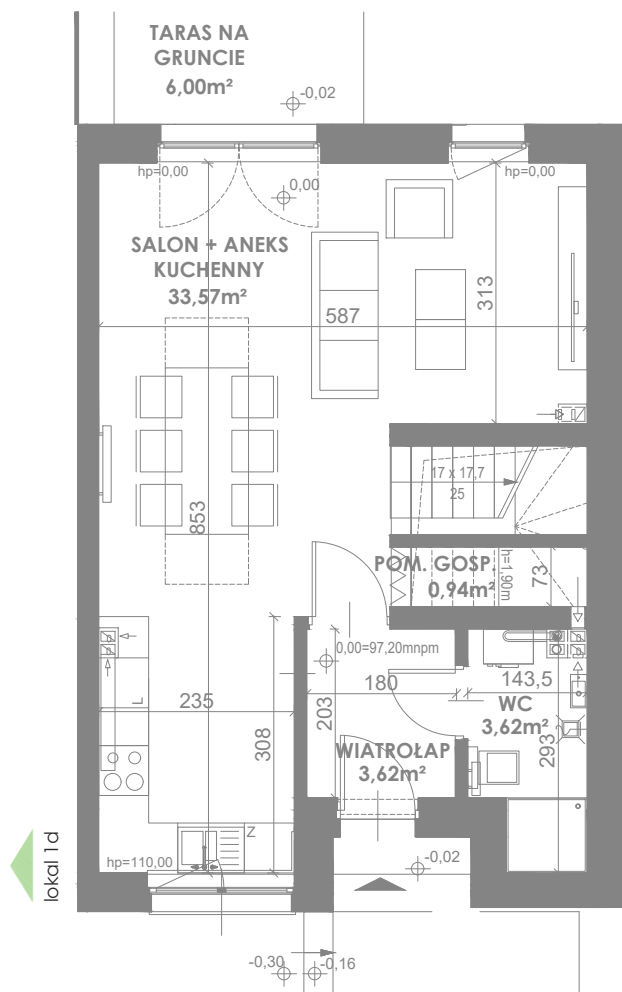 TARAS NA
GRUNCIE
6,00m²
-0,02
hp=0,00
0,00
hp=0,00
SALON + ANEKS
KUCHENNY
33,57m²
587
313
853
17 x 17,7
25
POM. GOSP.
0,94m²
h=1,90m
73
0,00=97,20mnpm
180
143,5
WC
3,62m²
293
235
L
308
203
WIATROŁAP
3,62m²
Z
hp=110,00
-0,02
lokal 1d
-0,30
-0,16